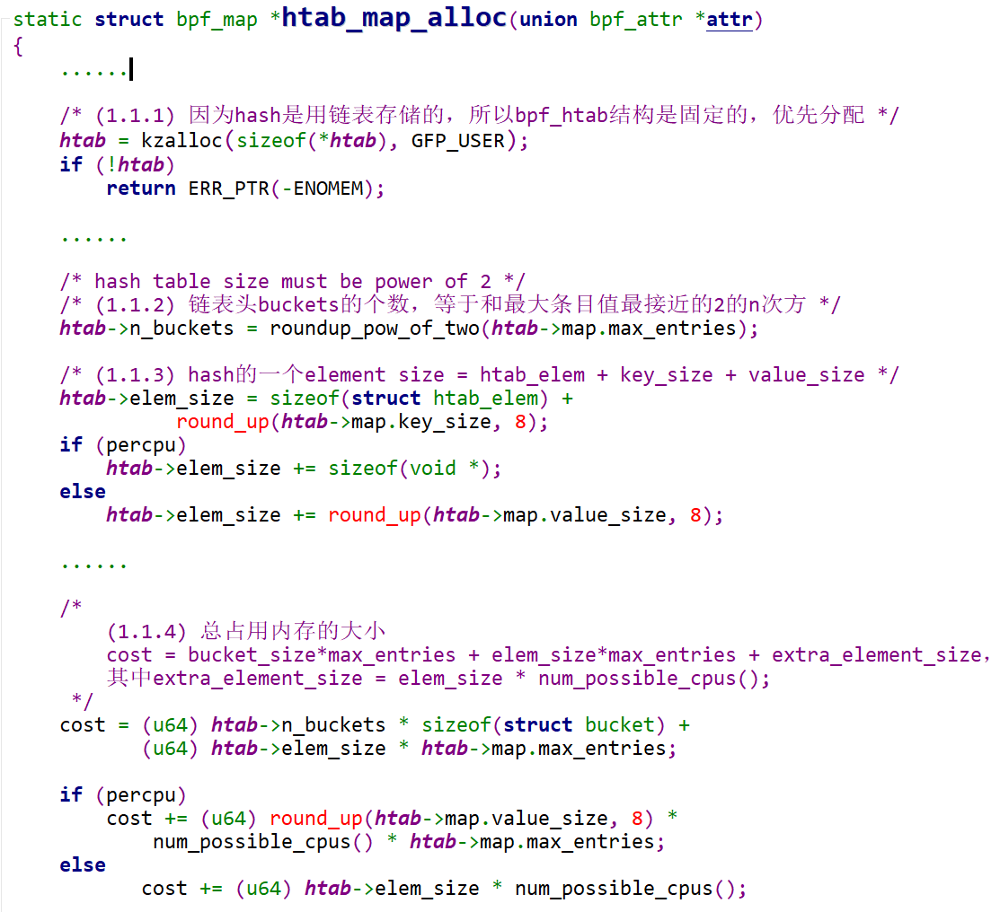 static struct bpf_map *htab_map_alloc(union bpf_attr *attr)
{
......
/* (1.1.1) 因为hash是用链表存储的，所以bpf_htab结构是固定的，优先分配 */
htab = kzalloc(sizeof(*htab), GFP_USER);
if (!htab)
return ERR_PTR(-ENOMEM);
......
/* hash table size must be power of 2 */
/* (1.1.2) 链表头buckets的个数，等于和最大条目值最接近的2的n次方 */
htab->n_buckets = roundup_pow_of_two(htab->map.max_entries);
/* (1.1.3) hash的一个element size = htab_elem + key_size + value_size */
htab->elem_size = sizeof(struct htab_elem) +
round_up(htab->map.key_size, 8);
if (percpu)
htab->elem_size += sizeof(void *);
else
htab->elem_size += round_up(htab->map.value_size, 8);
......
/*
(1.1.4) 总占用内存的大小
cost = bucket_size*max_entries + elem_size*max_entries + extra_element_size，
其中extra_element_size = elem_size * num_possible_cpus();
*/
cost = (u64) htab->n_buckets * sizeof(struct bucket) +
(u64) htab->elem_size * htab->map.max_entries;
if (percpu)
cost += (u64) round_up(htab->map.value_size, 8) *
num_possible_cpus() * htab->map.max_entries;
else
cost += (u64) htab->elem_size * num_possible_cpus();